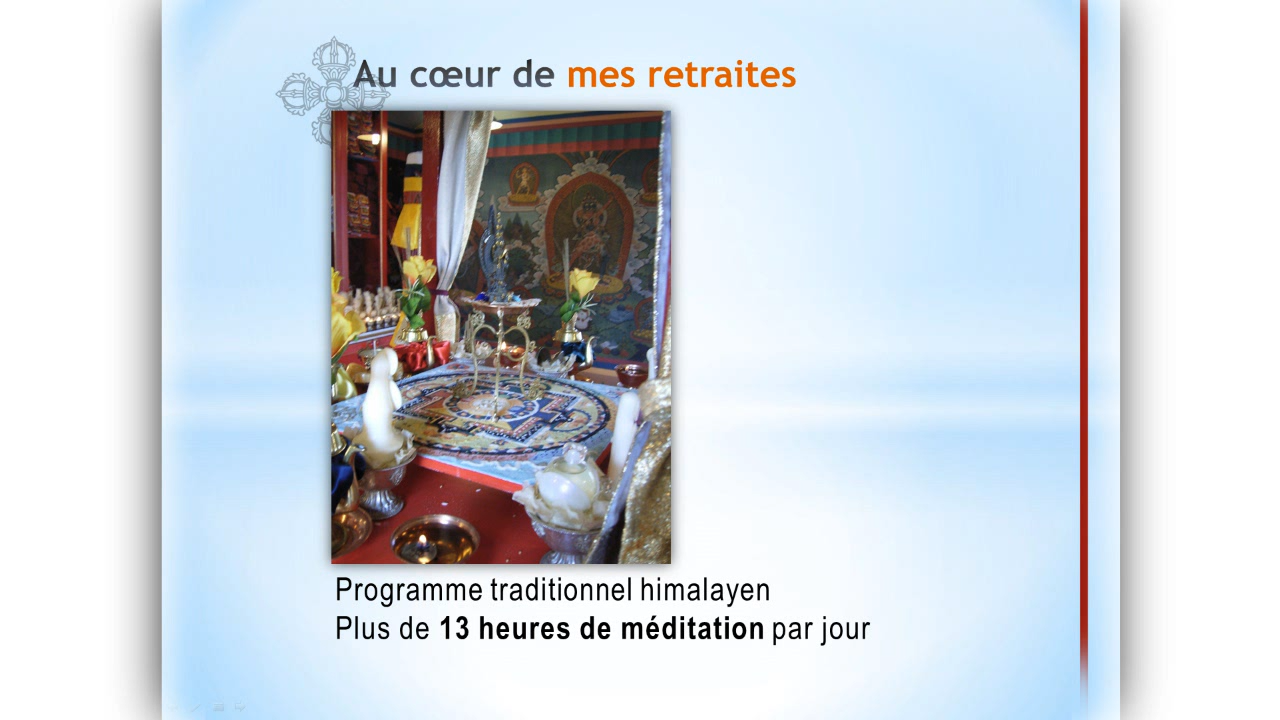 Au cœur de mes retraites
Programme traditionnel himalayen
Plus de 13 heures de méditation par jour